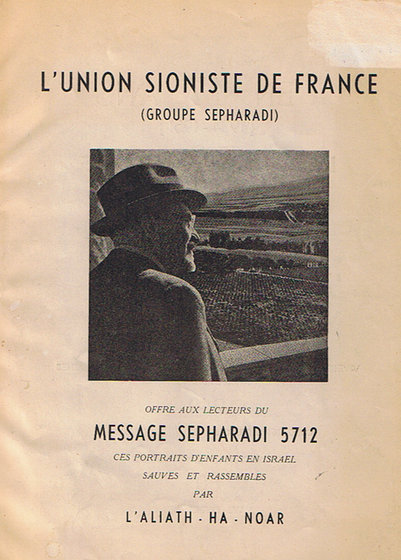 L'UNION SIONISTE DE FRANCE
(GROUPE SEPHARADI)
OFFRE AUX LECTEURS DU
MESSAGE SEPHARADI 5712
CES PORTRAITS D'ENFANTS EN ISRAEL
SAUVES ET RASSEMBLES
PAR
L'ALIATH - HA - NOAR